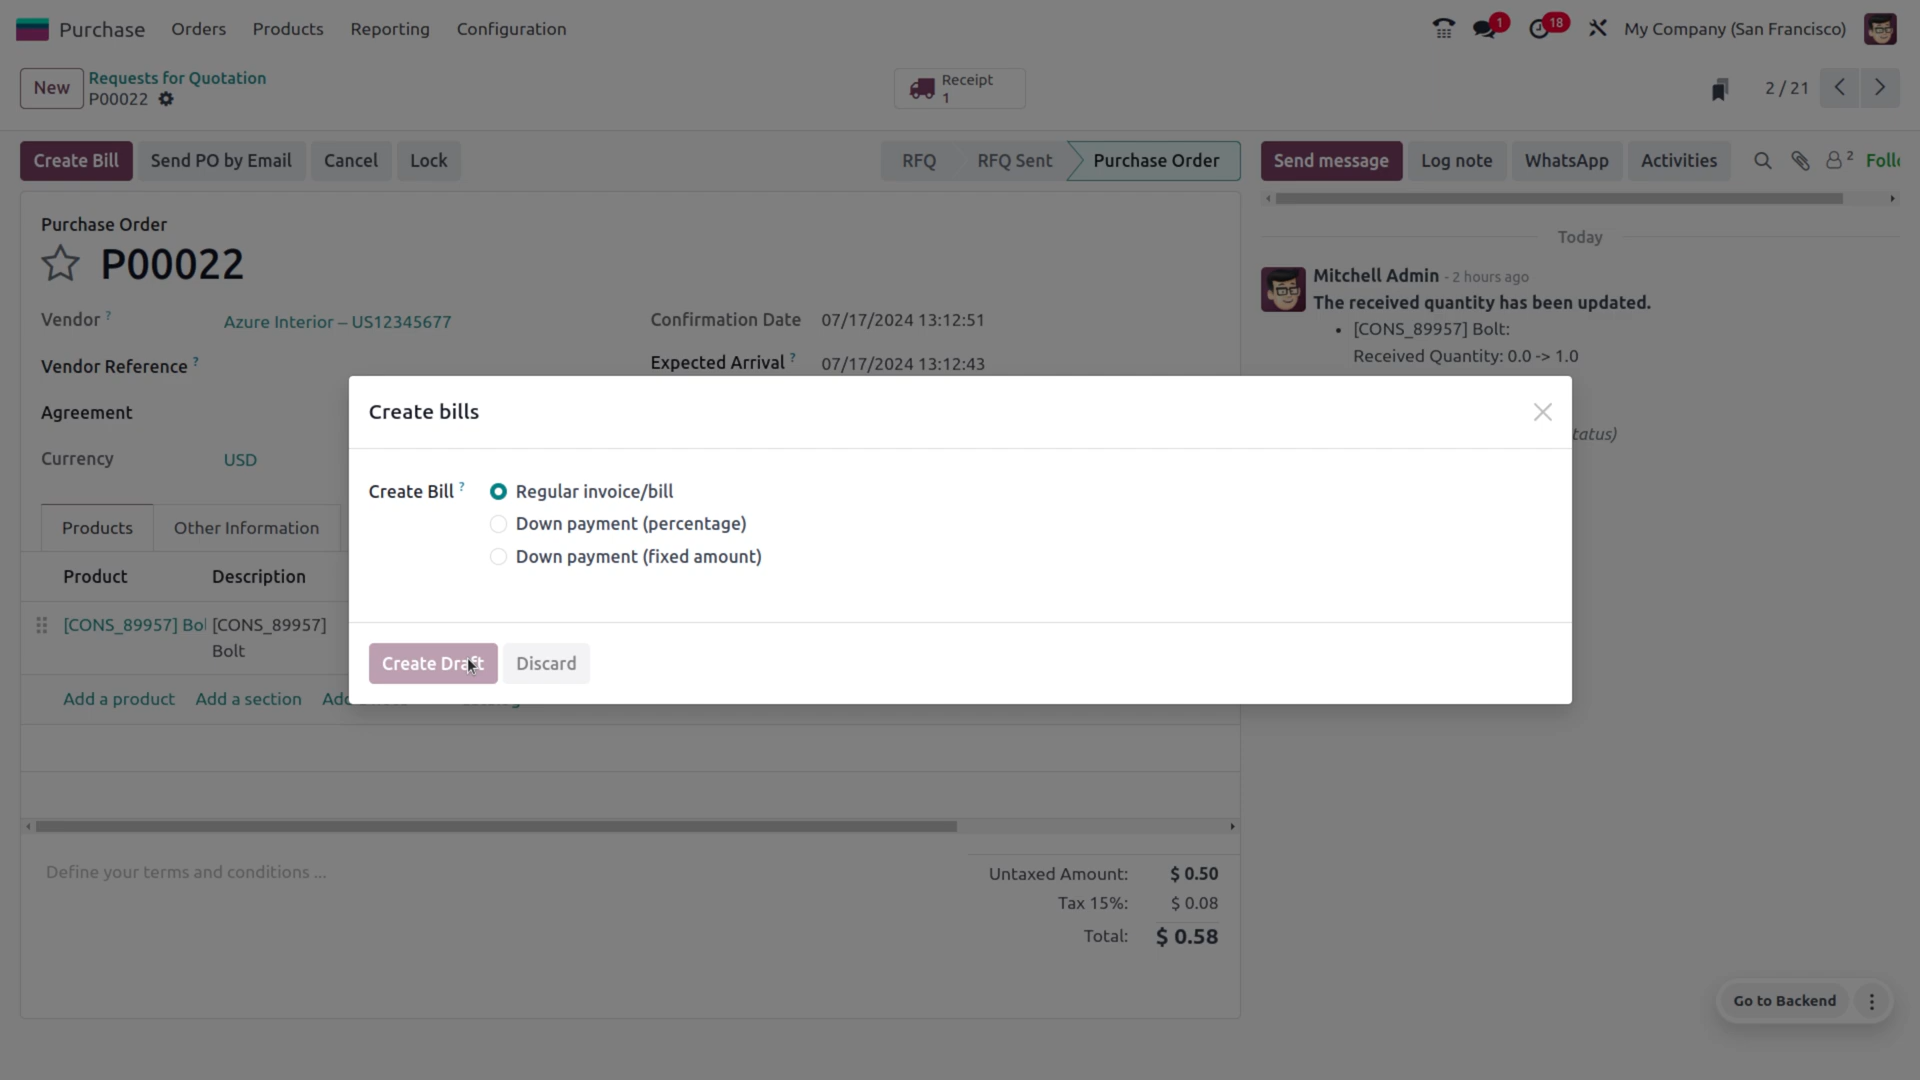 Purchase Orders Products Reporting Configuration
1 18 My Company (San Francisco)
New Requests for Quotation
P00022
Receipt
1
2 / 21
Create Bill Send PO by Email Cancel Lock
RFQ RFQ Sent Purchase Order
Send message Log note WhatsApp Activities 2
Purchase Order
P00022
Vendor ? Azure Interior – US12345677
Vendor Reference ?
Agreement
Currency USD
Confirmation Date 07/17/2024 13:12:51
Expected Arrival ? 07/17/2024 13:12:43
Today
Mitchell Admin - 2 hours ago
The received quantity has been updated.
• [CONS_89957] Bolt:
Received Quantity: 0.0 -> 1.0
tatus)
Create bills
Create Bill ? Regular invoice/bill
Down payment (percentage)
Down payment (fixed amount)
Create Draft Discard
Products Other Information
Product Description
[CONS_89957] Bol [CONS_89957]
Bolt
Add a product Add a section
Define your terms and conditions ...
Untaxed Amount: $ 0.50
Tax 15%: $ 0.08
Total: $ 0.58
Go to Backend